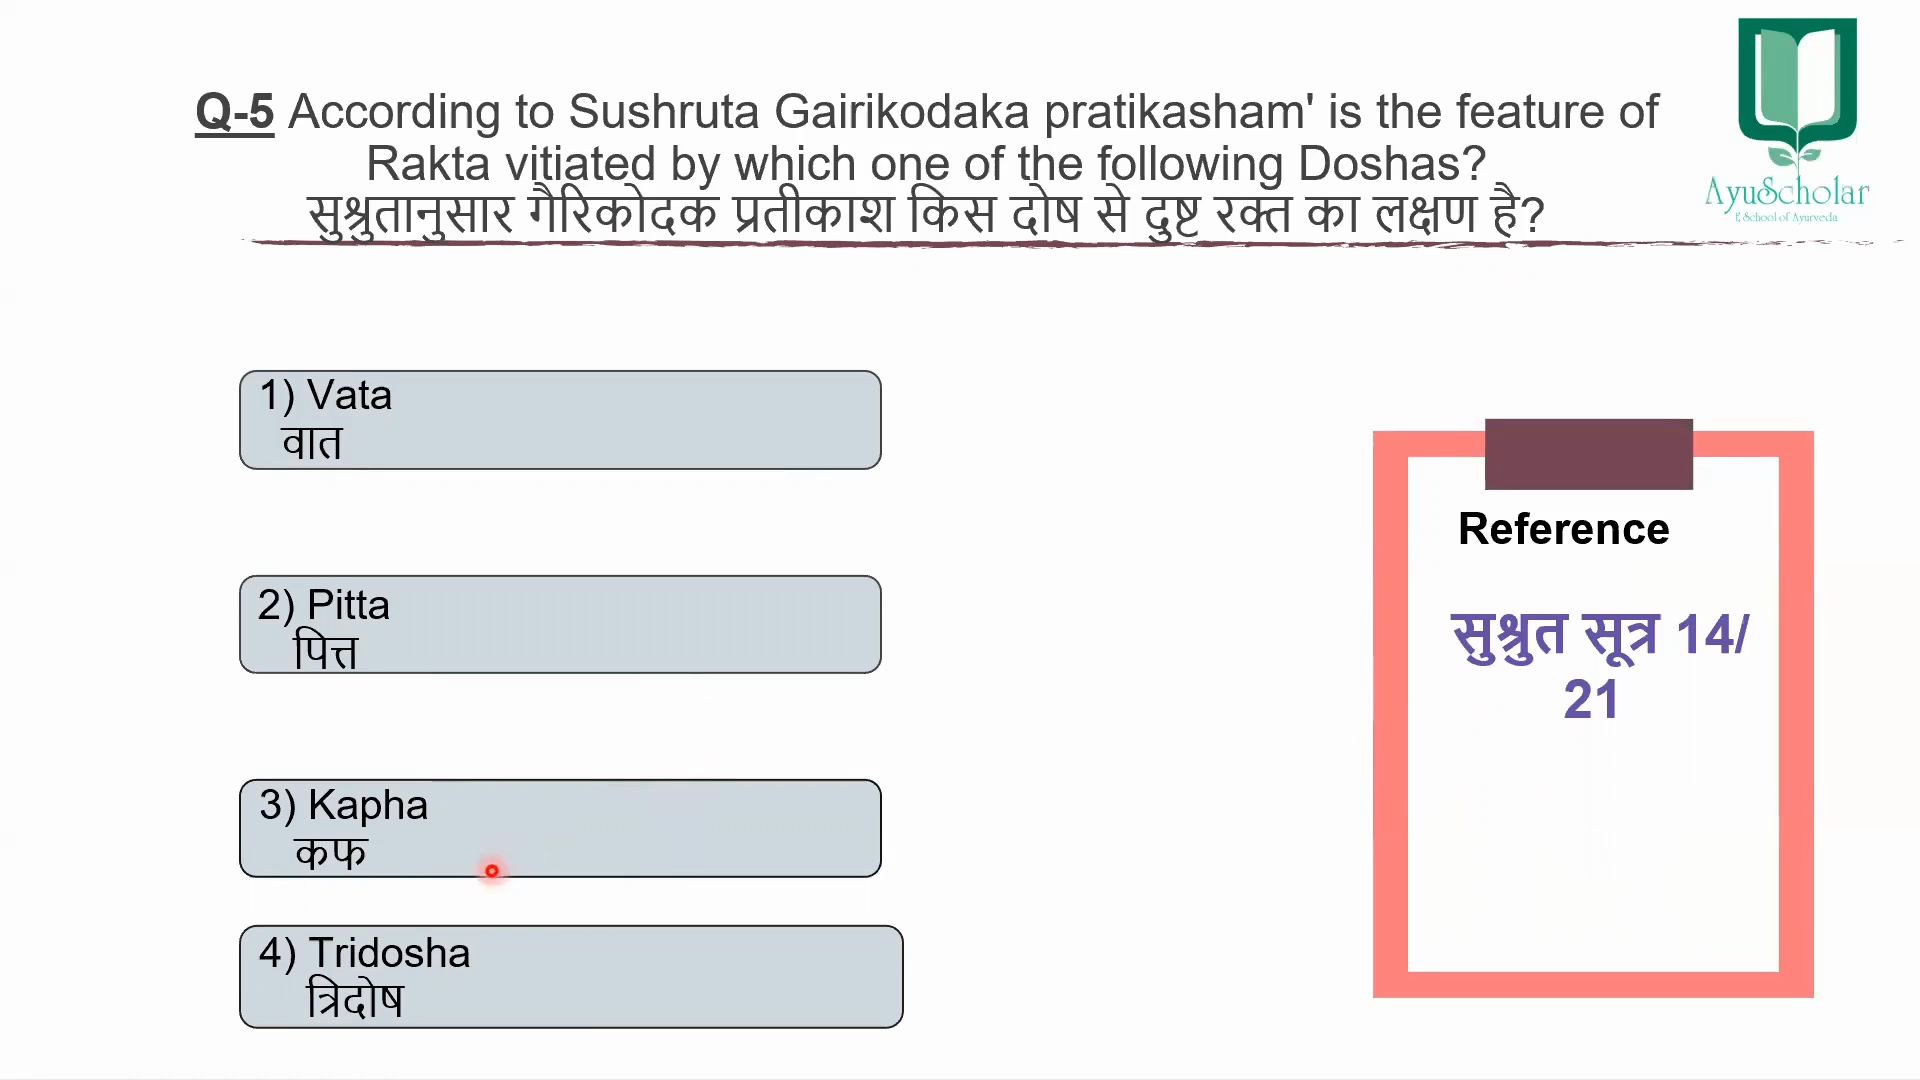 Q-5 According to Sushruta Gairikodaka pratikasham' is the feature of
Rakta vitiated by which one of the following Doshas?
सुश्रुतानुसार गैरिकोदक प्रतीकाश किस दोष से दुष्ट रक्त का लक्षण है?
AyuScholar
E School of Ayurveda
1) Vata
वात
2) Pitta
पित्त
3) Kapha
कफ
4) Tridosha
त्रिदोष
Reference
सुश्रुत सूत्र 14/
21